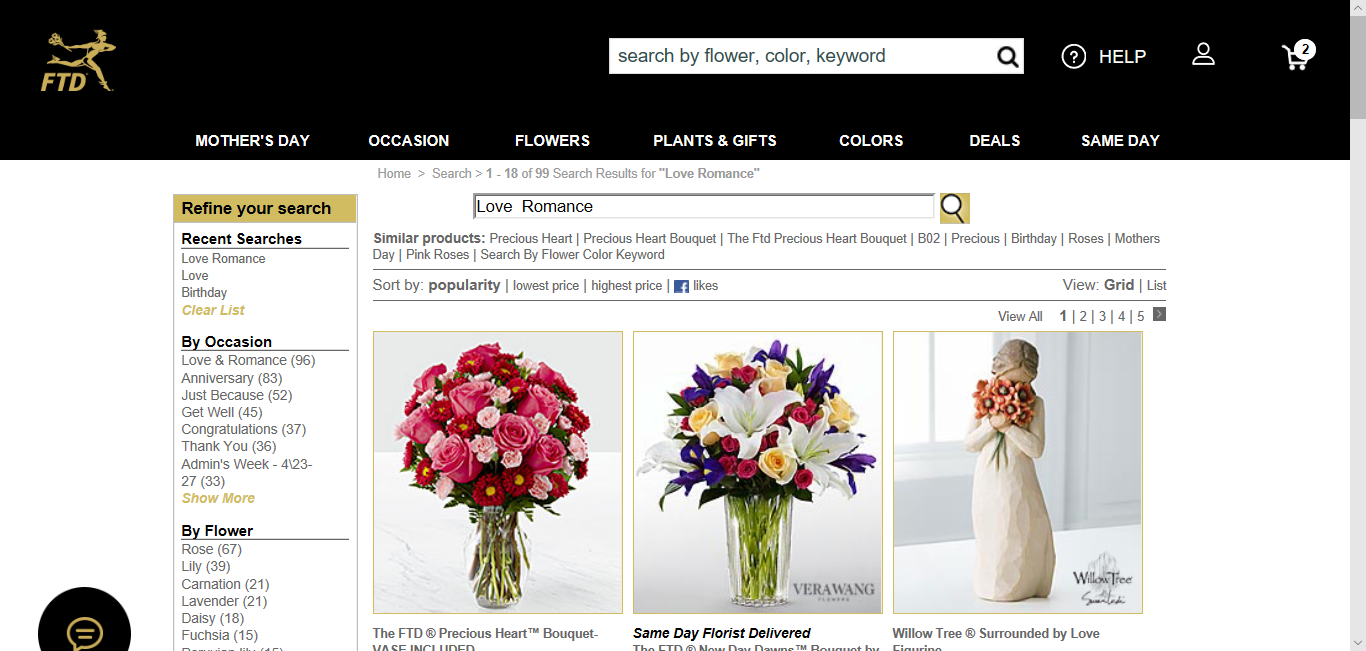 FTD
search by flower, color, keyword
? HELP
2
MOTHER'S DAY OCCASION FLOWERS PLANTS & GIFTS COLORS DEALS SAME DAY
Home > Search > 1 - 18 of 99 Search Results for "Love Romance"
Refine your search
Recent Searches
Love Romance
Love
Birthday
Clear List
By Occasion
Love & Romance (96)
Anniversary (83)
Just Because (52)
Get Well (45)
Congratulations (37)
Thank You (36)
Admin's Week - 4\23-
27 (33)
Show More
By Flower
Rose (67)
Lily (39)
Carnation (21)
Lavender (21)
Daisy (18)
Fuchsia (15)
Peruvian lily (15)
Love  Romance
Similar products: Precious Heart | Precious Heart Bouquet | The Ftd Precious Heart Bouquet | B02 | Precious | Birthday | Roses | Mothers
Day | Pink Roses | Search By Flower Color Keyword
Sort by: popularity | lowest price | highest price | f likes
View: Grid | List
View All 1 | 2 | 3 | 4 | 5 >
VERAWANG
FLOWERS
Willow Tree
The FTD ® Precious Heart™ Bouquet-
VASE INCLUDED
Same Day Florist Delivered
The FTD ® New Day Dawns™ Bouquet by
Willow Tree ® Surrounded by Love
Figurine